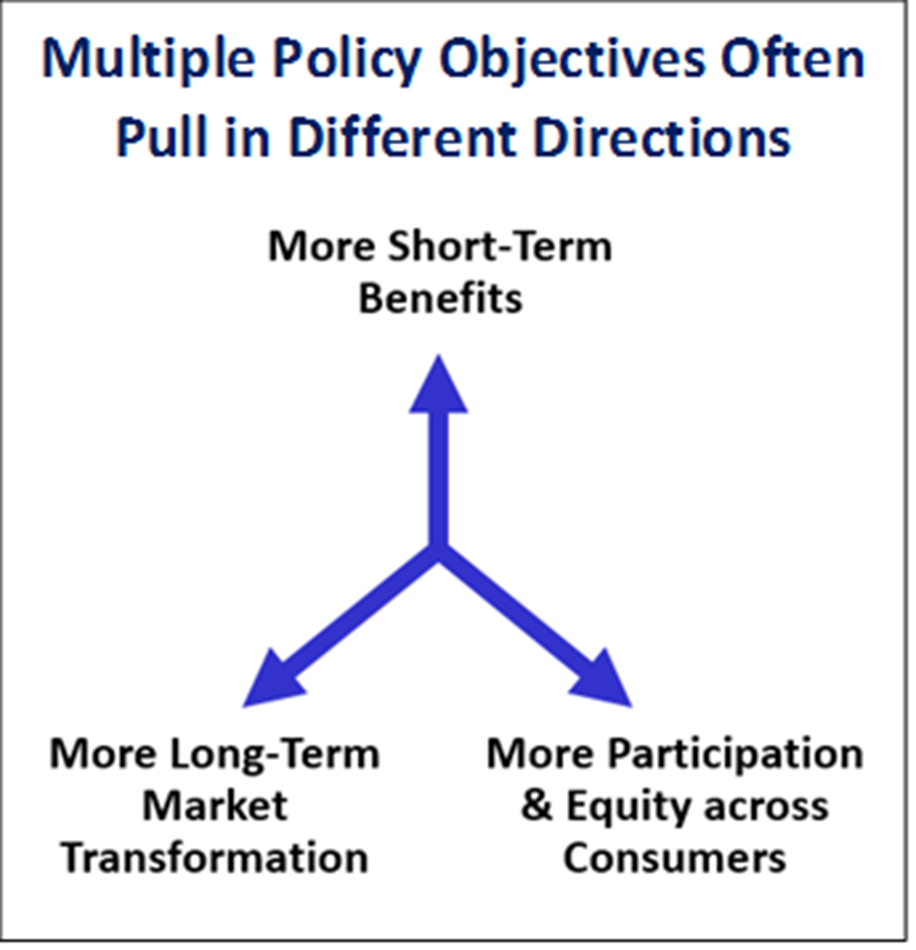 Multiple Policy Objectives Often
Pull in Different Directions
More Short-Term
Benefits
More Long-Term
Market
Transformation
More Participation
& Equity across
Consumers